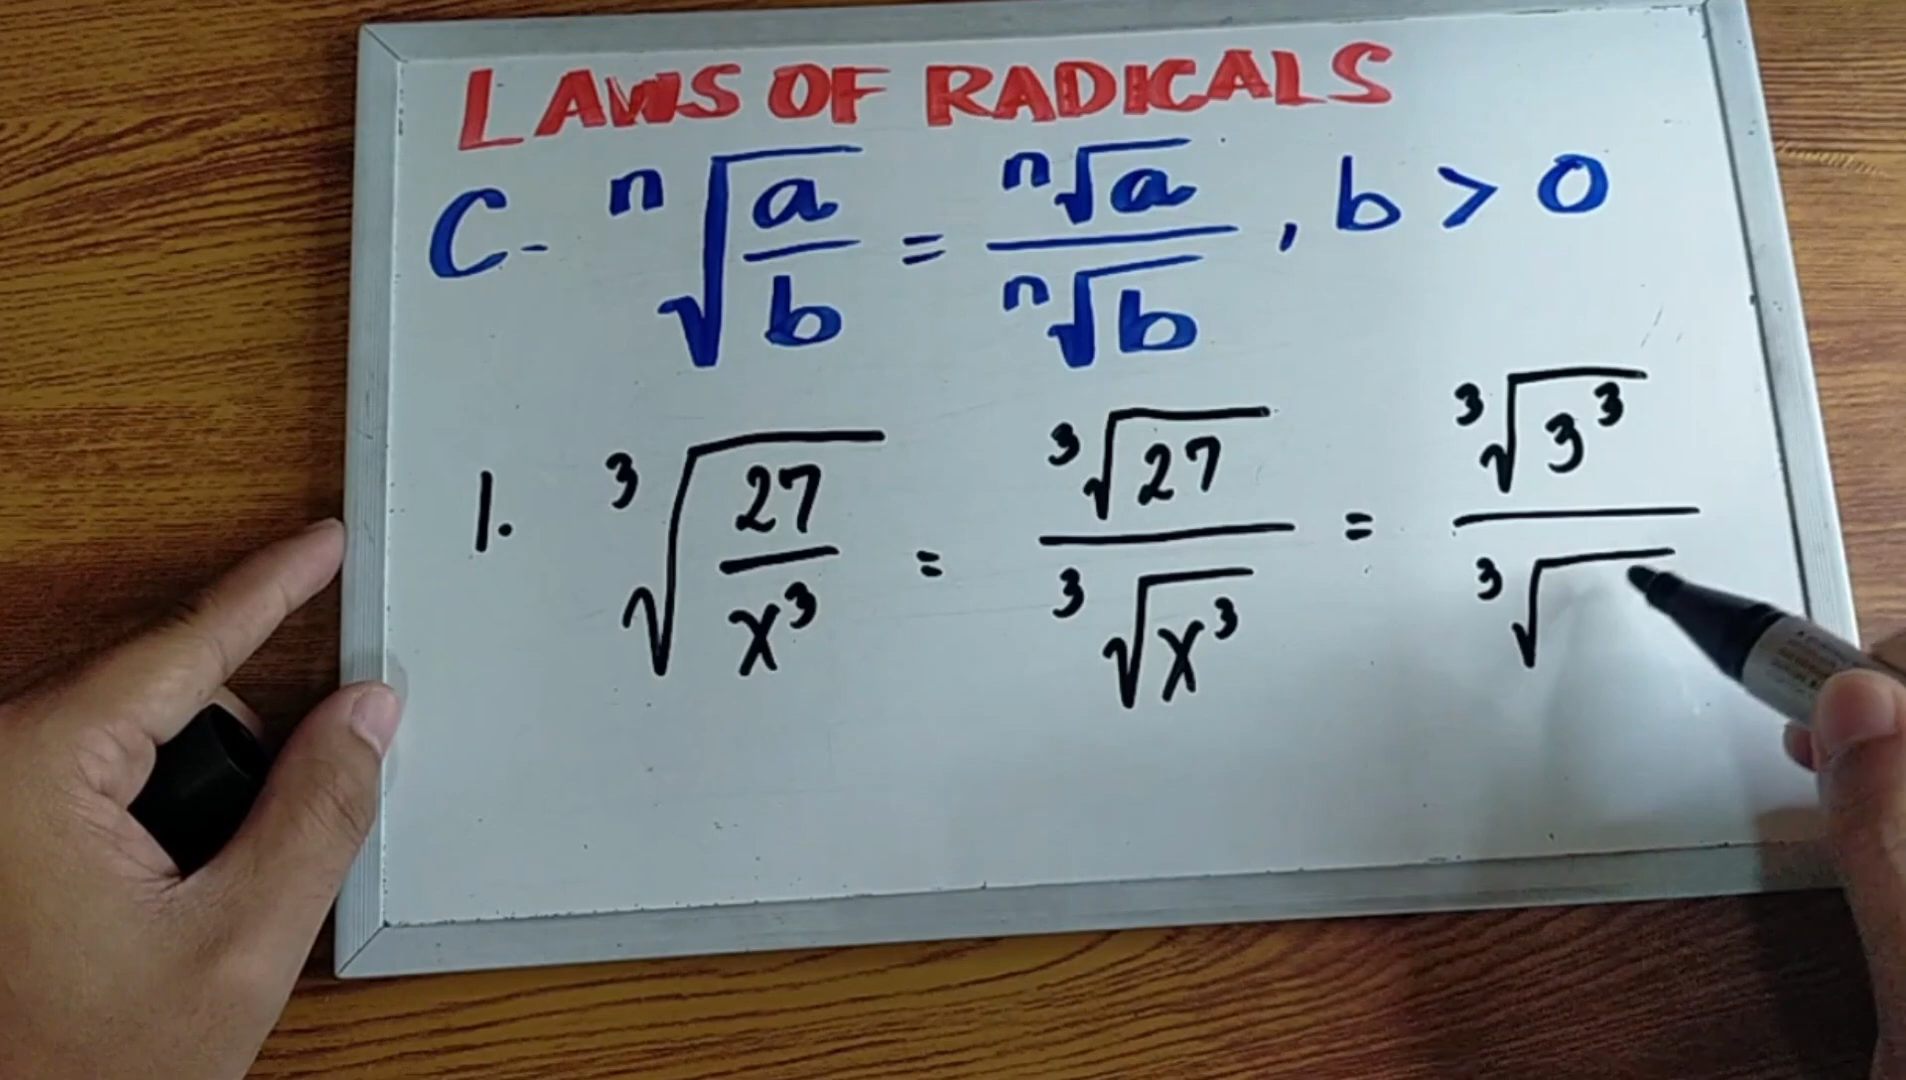 LAWS OF RADICALS
C- ⁿ√(a/b) = ⁿ√a / ⁿ√b , b > 0
1. ³√(27/x³) = ³√27 / ³√x³ = ³√3³ / ³√